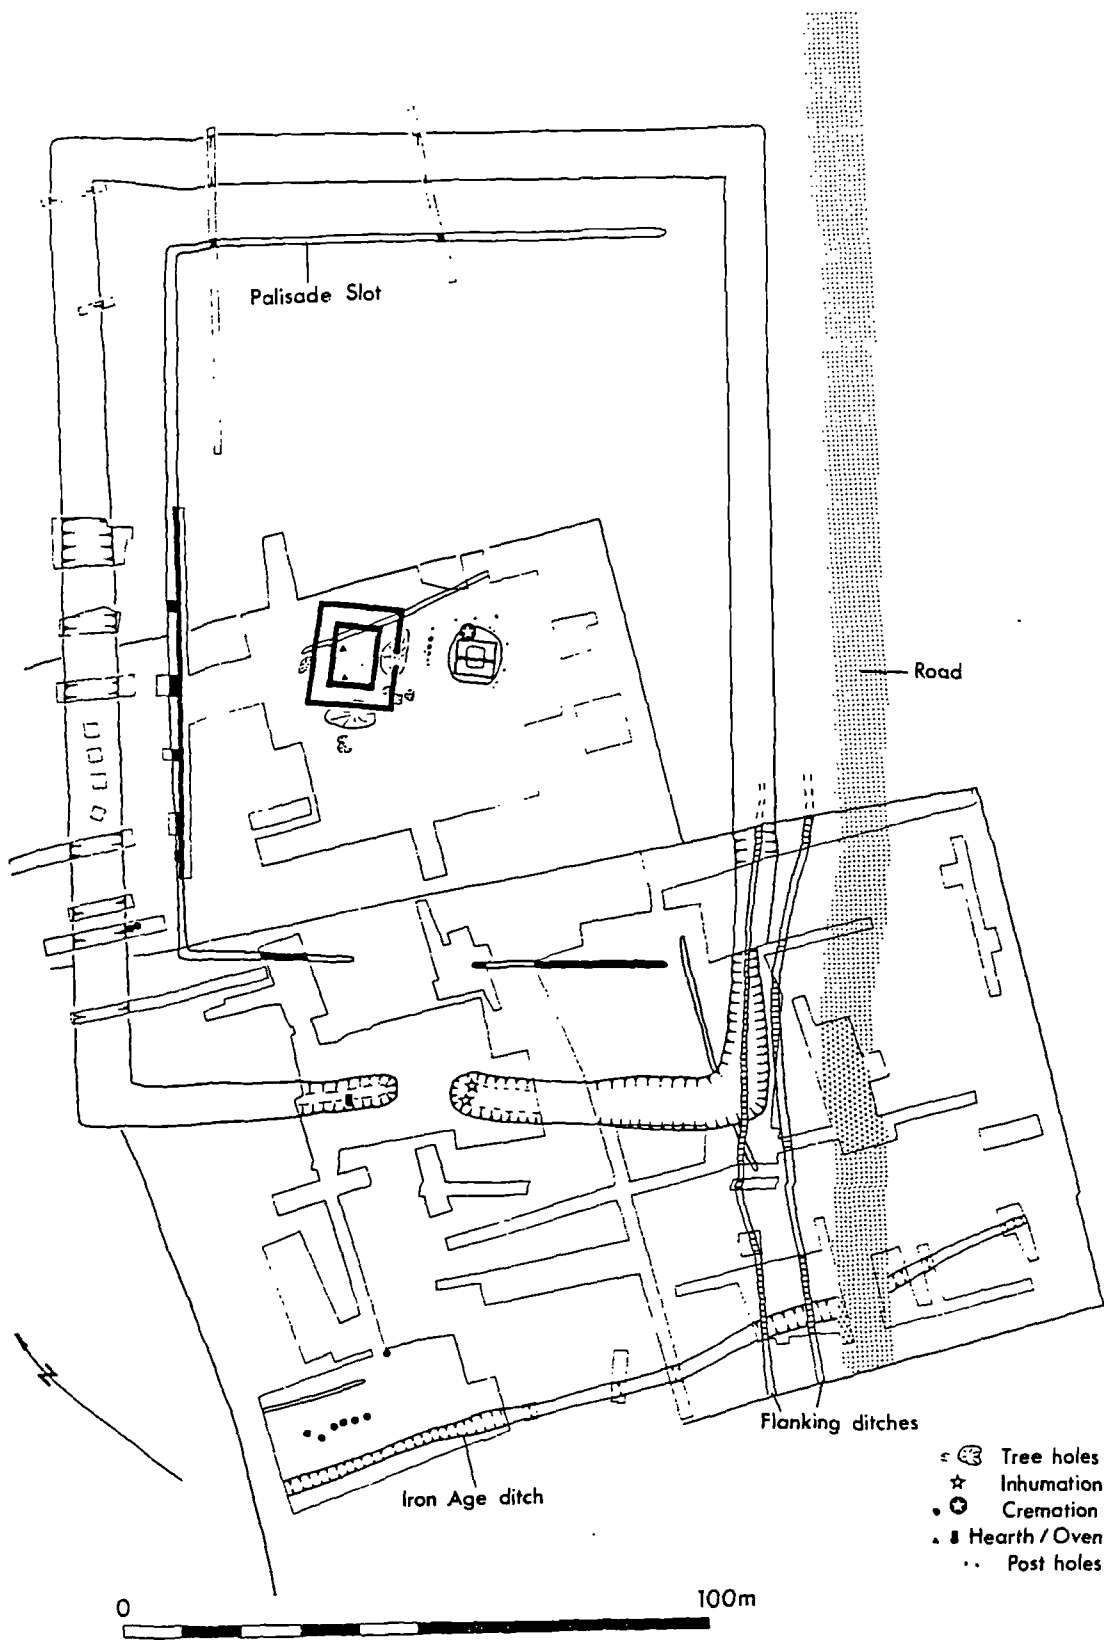 Palisade Slot
Road
N
Flanking ditches
Iron Age ditch
Tree holes
Inhumation
Cremation
Hearth / Oven
Post holes
0 100m